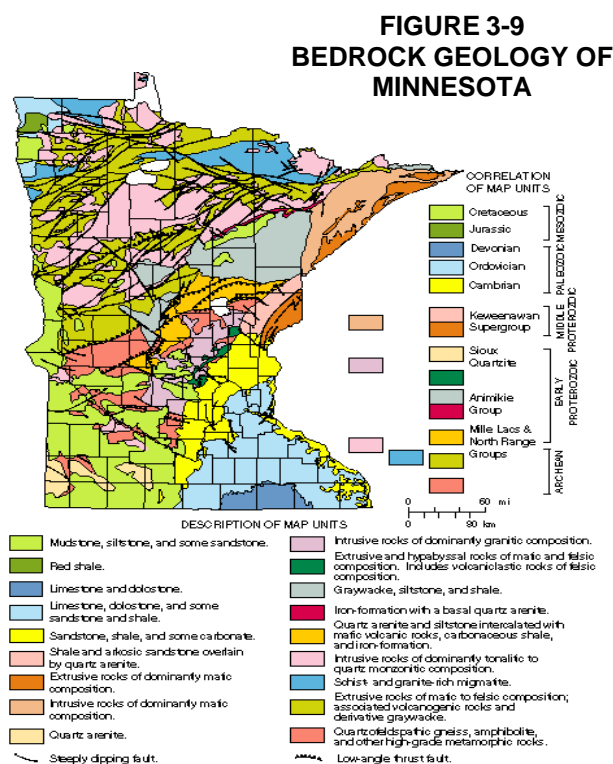 FIGURE 3-9
BEDROCK GEOLOGY OF
MINNESOTA
CORRELATION
OF MAP UNITS
Cretaceous
Jurassic
MESOZOIC
Devonian
Ordovician
Cambrian
PALEOZOIC
Keweenawan
Supergroup
MIDDLE
PROTEROZOIC
Sioux
Quartzite
Animikie
Group
Mille Lacs &
North Range
Groups
EARLY
PROTEROZOIC
ARCHEAN
0 60 mi
0 90 km
DESCRIPTION OF MAP UNITS
Mudstone, siltstone, and some sandstone.
Red shale.
Limestone and dolostone.
Limestone, dolostone, and some
sandstone and shale.
Sandstone, shale, and some carbonate.
Shale and arkosic sandstone overlain
by quartz arenite.
Extrusive rocks of dominantly mafic
composition.
Intrusive rocks of dominantly mafic
composition.
Quartz arenite.
Steeply dipping fault.
Intrusive rocks of dominantly granitic composition.
Extrusive and hypabyssal rocks of mafic and felsic
composition. Includes volcaniclastic rocks of felsic
composition.
Graywacke, siltstone, and shale.
Iron-formation with a basal quartz arenite.
Quartz arenite and siltstone intercalated with
mafic volcanic rocks, carbonaceous shale,
and iron-formation.
Intrusive rocks of dominantly tonalitic to
quartz monzonitic composition.
Schist- and granite-rich migmatite.
Extrusive rocks of mafic to felsic composition;
associated volcanogenic rocks and
derivative graywacke.
Quartzofeldspathic gneiss, amphibolite,
and other high-grade metamorphic rocks.
Low-angle thrust fault.